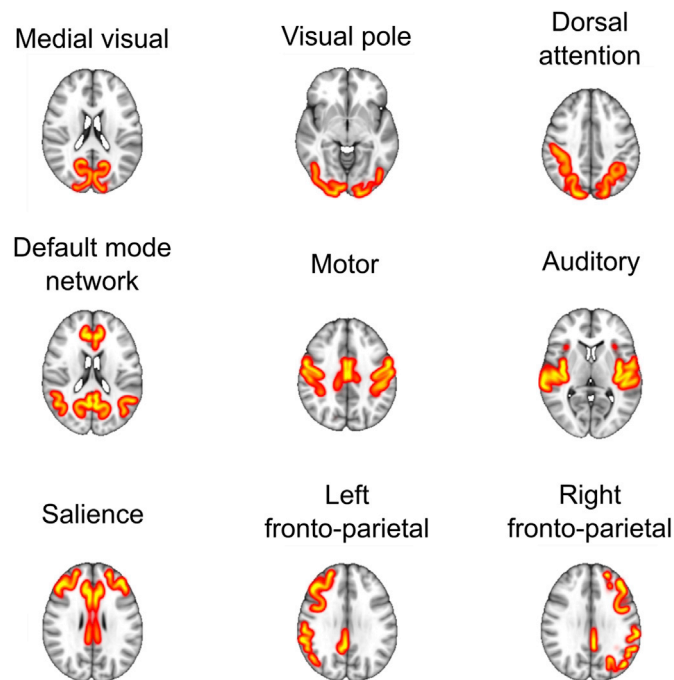 Medial visual
Visual pole
Dorsal
attention
Default mode
network
Motor
Auditory
Salience
Left
fronto-parietal
Right
fronto-parietal